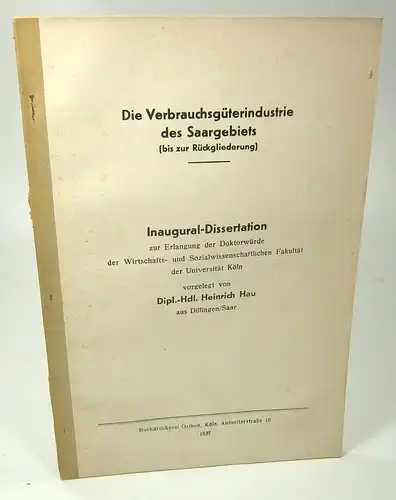 Die Verbrauchsgüterindustrie
des Saargebiets
(bis zur Rückgliederung)
Inaugural-Dissertation
zur Erlangung der Doktorwürde
der Wirtschafts- und Sozialwissenschaftlichen Fakultät
der Universität Köln
vorgelegt von
Dipl.-Hdl. Heinrich Hau
aus Dillingen/Saar
Buchdruckerei Orthen, Köln, Antwerterstraße 10
1937